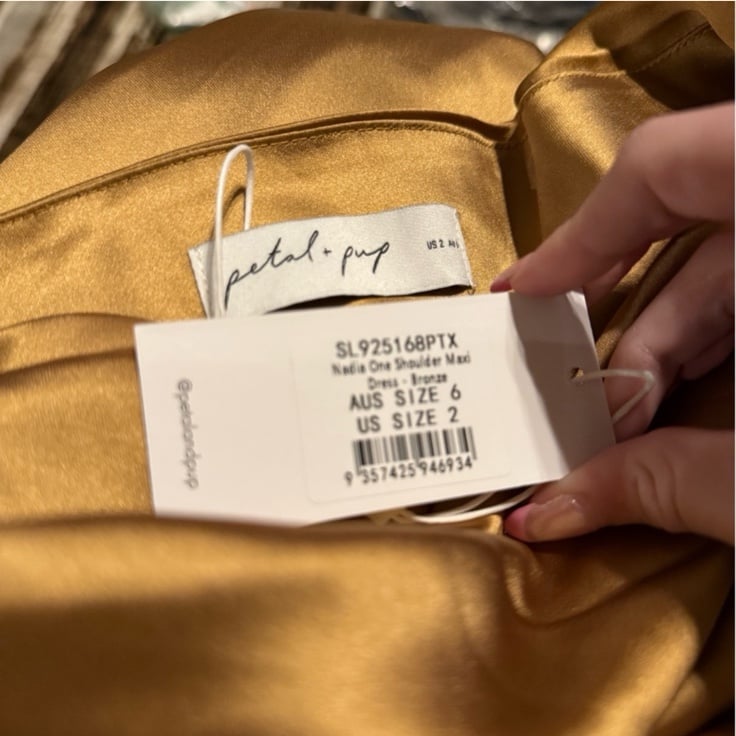 petal + pup
US 2
SL925168PTX
Nadia One Shoulder Maxi
Dress - Bronze
AUS SIZE 6
US SIZE 2
9 357425 946934
@petalandpup